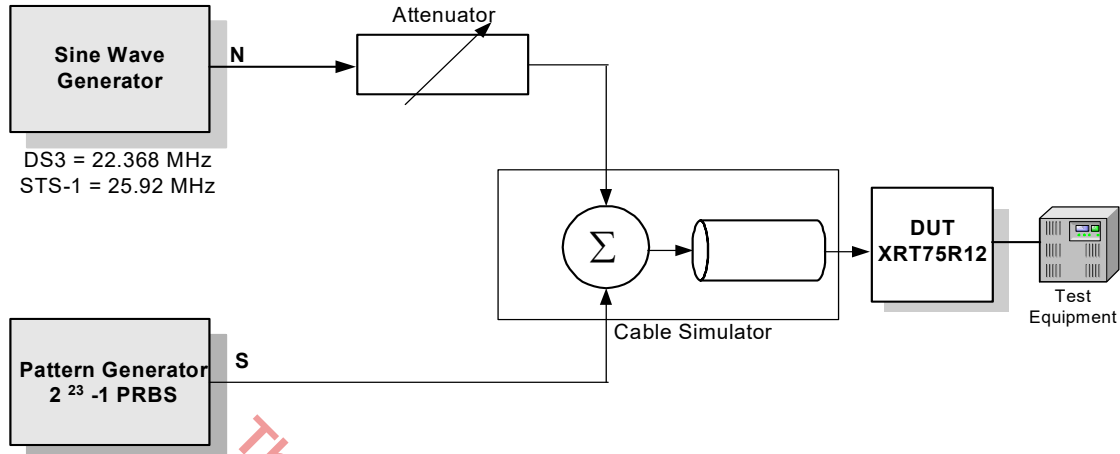 Attenuator
Sine Wave
Generator
N
DS3 = 22.368 MHz
STS-1 = 25.92 MHz
Σ
DUT
XRT75R12
Test
Equipment
Cable Simulator
Pattern Generator
2 ²³ -1 PRBS
S
Th